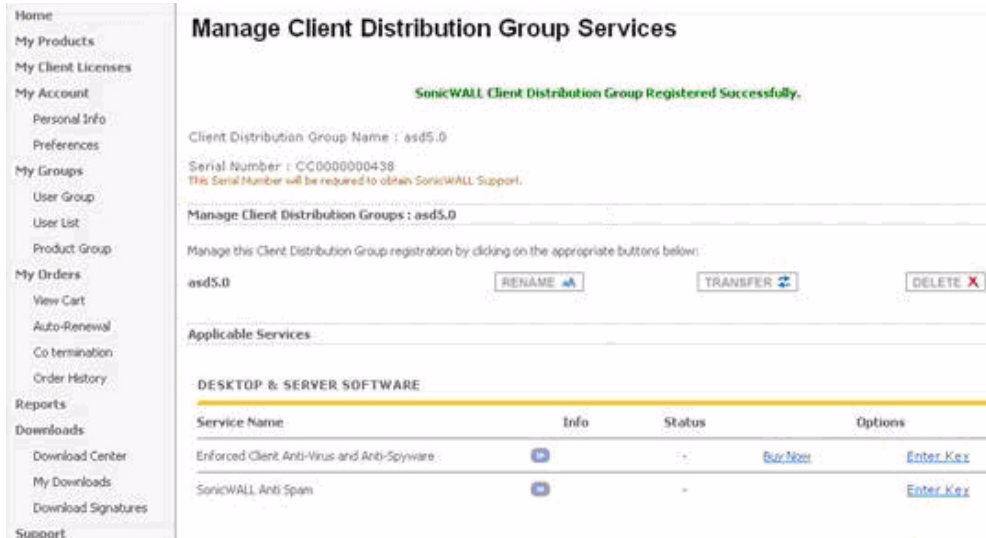 Home
My Products
My Client Licenses
My Account
Personal Info
Preferences
My Groups
User Group
User List
Product Group
My Orders
View Cart
Auto-Renewal
Co termination
Order History
Reports
Downloads
Download Center
My Downloads
Download Signatures
Support
Manage Client Distribution Group Services
SonicWALL Client Distribution Group Registered Successfully.
Client Distribution Group Name : asd5.0
Serial Number : CC0000000438
This Serial Number will be required to obtain SonicWALL Support.
Manage Client Distribution Groups : asd5.0
Manage this Client Distribution Group registration by clicking on the appropriate buttons below:
asd5.0 RENAME TRANSFER DELETE X
Applicable Services
DESKTOP & SERVER SOFTWARE
Service Name Info Status Options
Enforced Client Anti-Virus and Anti-Spyware - Buy Now Enter Key
SonicWALL Anti Spam - Enter Key